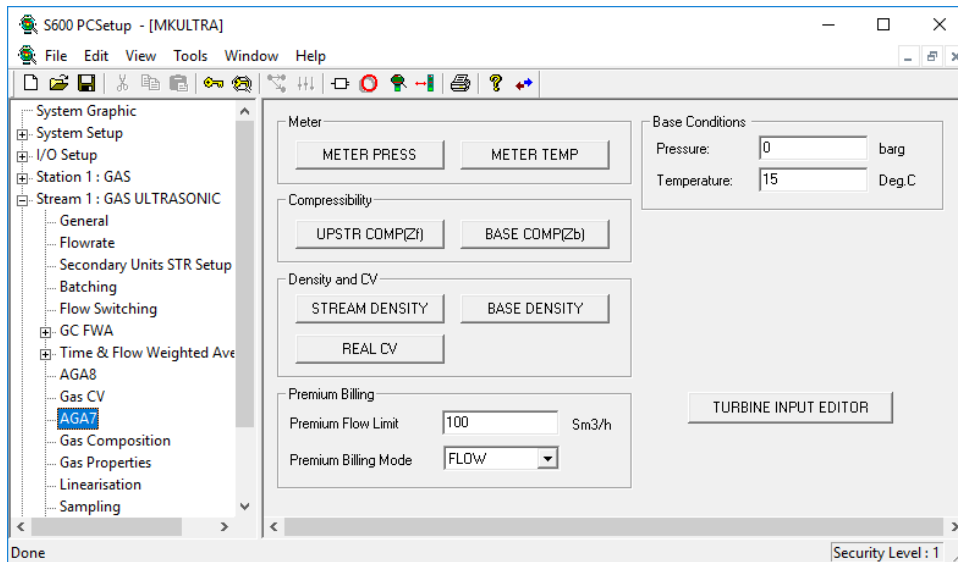 S600 PCSetup - [MKULTRA]
File Edit View Tools Window Help
System Graphic
System Setup
I/O Setup
Station 1 : GAS
Stream 1 : GAS ULTRASONIC
General
Flowrate
Secondary Units STR Setup
Batching
Flow Switching
GC FWA
Time & Flow Weighted Ave
AGA8
Gas CV
AGA7
Gas Composition
Gas Properties
Linearisation
Sampling
Meter
METER PRESS METER TEMP
Compressibility
UPSTR COMP(Zf) BASE COMP(Zb)
Density and CV
STREAM DENSITY BASE DENSITY
REAL CV
Premium Billing
Premium Flow Limit 100 Sm3/h
Premium Billing Mode FLOW
Base Conditions
Pressure: 0 barg
Temperature: 15 Deg.C
TURBINE INPUT EDITOR
Done Security Level : 1